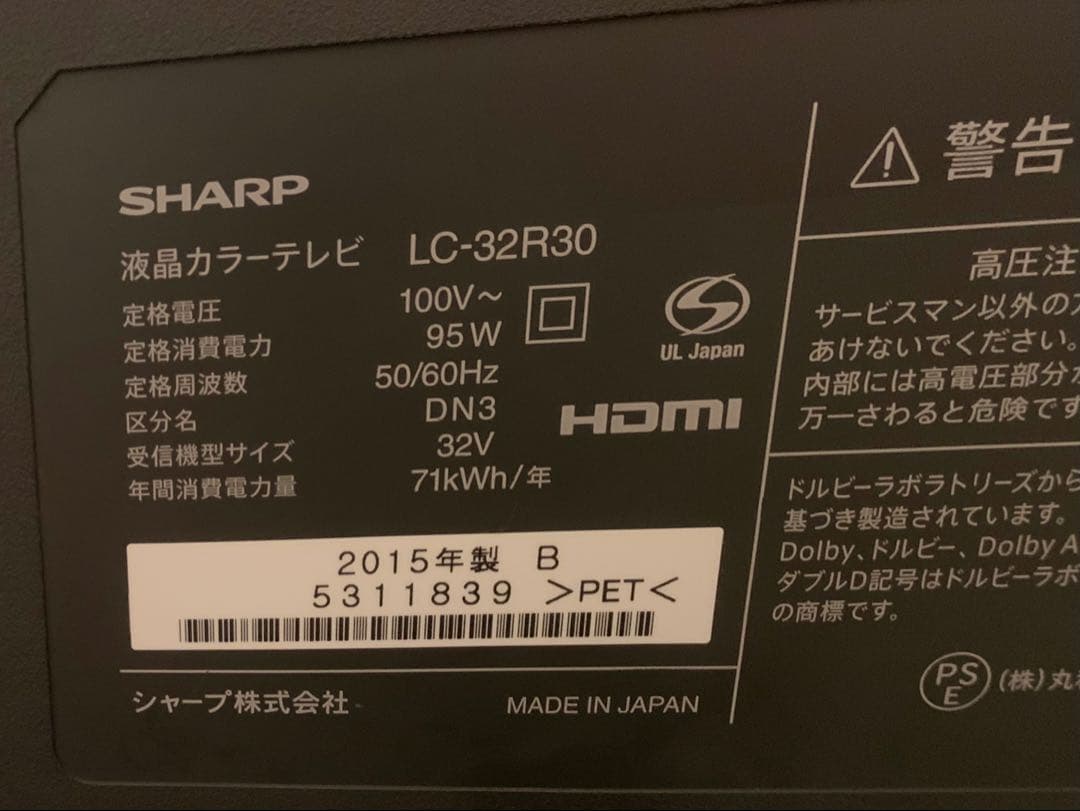 SHARP
液晶カラーテレビ LC-32R30
定格電圧 100V～
定格消費電力 95W
定格周波数 50/60Hz
区分名 DN3
受信機型サイズ 32V
年間消費電力量 71kWh/年
UL Japan
HDMI
2015年製 B
5311839 >PET<
シャープ株式会社 MADE IN JAPAN
警告
高圧注
サービスマン以外の
あけないでください。
内部には高電圧部分
万一さわると危険です
ドルビーラボラトリーズから
基づき製造されています。
Dolby、ドルビー、Dolby A
ダブルD記号はドルビーラボ
の商標です。
PSE (株)丸